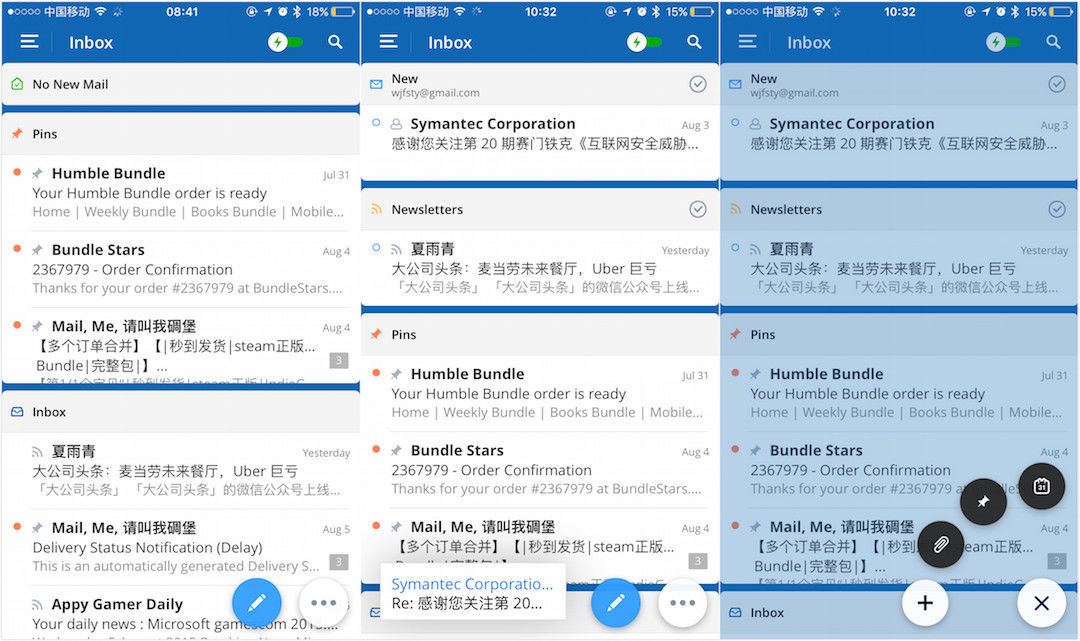 中国移动
08:41
18%
Inbox
No New Mail
Pins
Humble Bundle
Jul 31
Your Humble Bundle order is ready
Home | Weekly Bundle | Books Bundle | Mobile...
Bundle Stars
Aug 4
2367979 - Order Confirmation
Thanks for your order #2367979 at BundleStars....
Mail, Me, 请叫我碉堡
Aug 4
【多个订单合并】【|秒到发货|steam正版...
Bundle|完整包|】...
3
Inbox
夏雨青
Yesterday
大公司头条：麦当劳未来餐厅，Uber 巨亏
「大公司头条」「大公司头条」的微信公众号上线...
Mail, Me, 请叫我碉堡
Aug 5
Delivery Status Notification (Delay)
This is an automatically generated Delivery S...
3
Appy Gamer Daily
Your daily news : Microsoft gamescom 2015...
中国移动
10:32
15%
Inbox
New
wjfsty@gmail.com
Symantec Corporation
Aug 3
感谢您关注第 20 期赛门铁克《互联网安全威胁...
Newsletters
夏雨青
Yesterday
大公司头条：麦当劳未来餐厅，Uber 巨亏
「大公司头条」「大公司头条」的微信公众号上线...
Pins
Humble Bundle
Jul 31
Your Humble Bundle order is ready
Home | Weekly Bundle | Books Bundle | Mobile...
Bundle Stars
Aug 4
2367979 - Order Confirmation
Thanks for your order #2367979 at BundleStars....
Mail, Me, 请叫我碉堡
Aug 4
【多个订单合并】【|秒到发货|steam正版...
3
Symantec Corporatio...
Re: 感谢您关注第 20...
中国移动
10:32
15%
Inbox
New
wjfsty@gmail.com
Symantec Corporation
Aug 3
感谢您关注第 20 期赛门铁克《互联网安全威胁...
Newsletters
夏雨青
Yesterday
大公司头条：麦当劳未来餐厅，Uber 巨亏
「大公司头条」「大公司头条」的微信公众号上线...
Pins
Humble Bundle
Jul 31
Your Humble Bundle order is ready
Home | Weekly Bundle | Books Bundle | Mobile...
Bundle Stars
Aug 4
2367979 - Order Confirmation
Thanks for your order #2367979 at BundleS
Mail, Me, 请叫我碉堡
Aug 4
【多个订单合并】【|秒到
正版...
Bundle|完整包|】...
3
Inbox